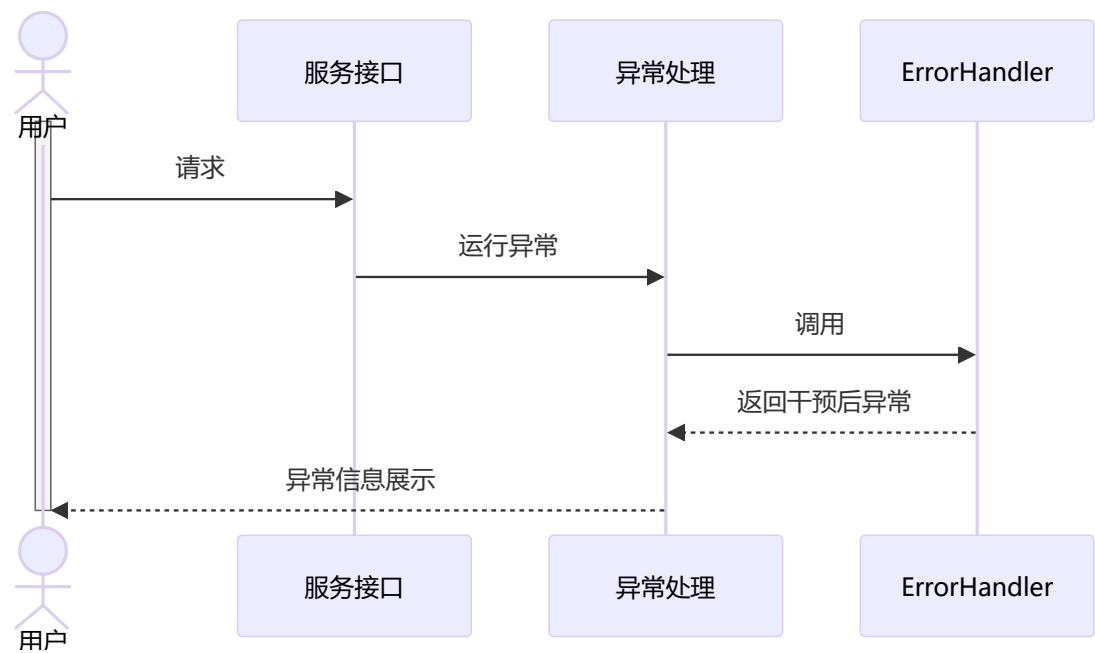 用户
服务接口
异常处理
ErrorHandler
请求
运行异常
调用
返回干预后异常
异常信息展示
用户
服务接口
异常处理
ErrorHandler